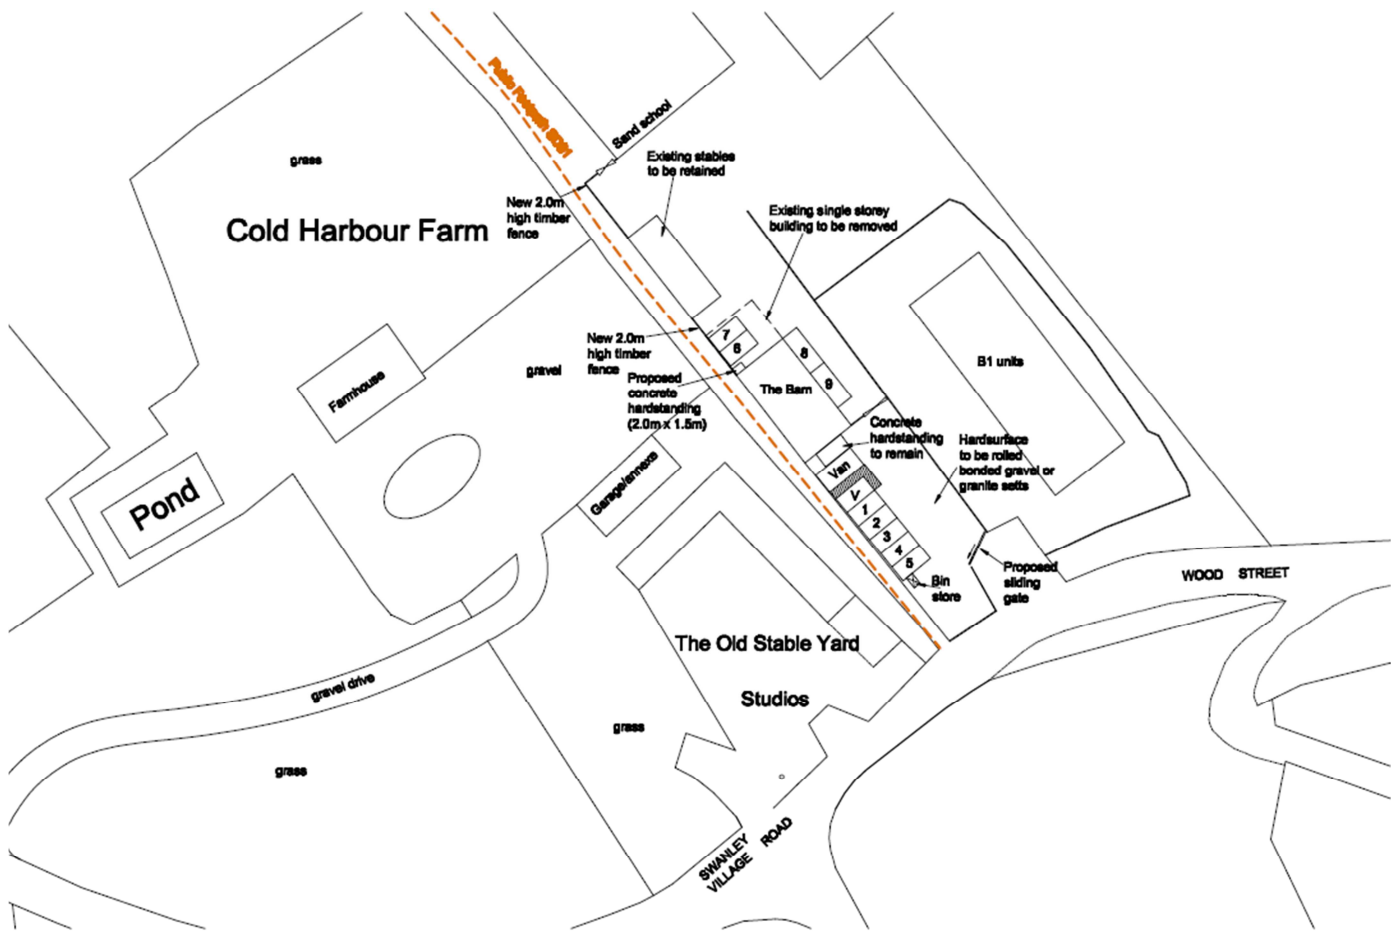 Public Footpath SD81
Sand school
grass
Existing stables
to be retained
New 2.0m
high timber
fence
Existing single storey
building to be removed
Cold Harbour Farm
7
6
New 2.0m
high timber
fence
8
B1 units
gravel
Proposed
concrete
hardstanding
(2.0m x 1.5m)
The Barn
9
Farmhouse
Concrete
hardstanding
to remain
Hardsurface
to be rolled
bonded gravel or
granite setts
Garage/annexe
Van
Pond
V
1
2
3
4
5
Bin
store
Proposed
sliding
gate
WOOD STREET
The Old Stable Yard
Studios
gravel drive
grass
grass
SWANLEY
VILLAGE ROAD